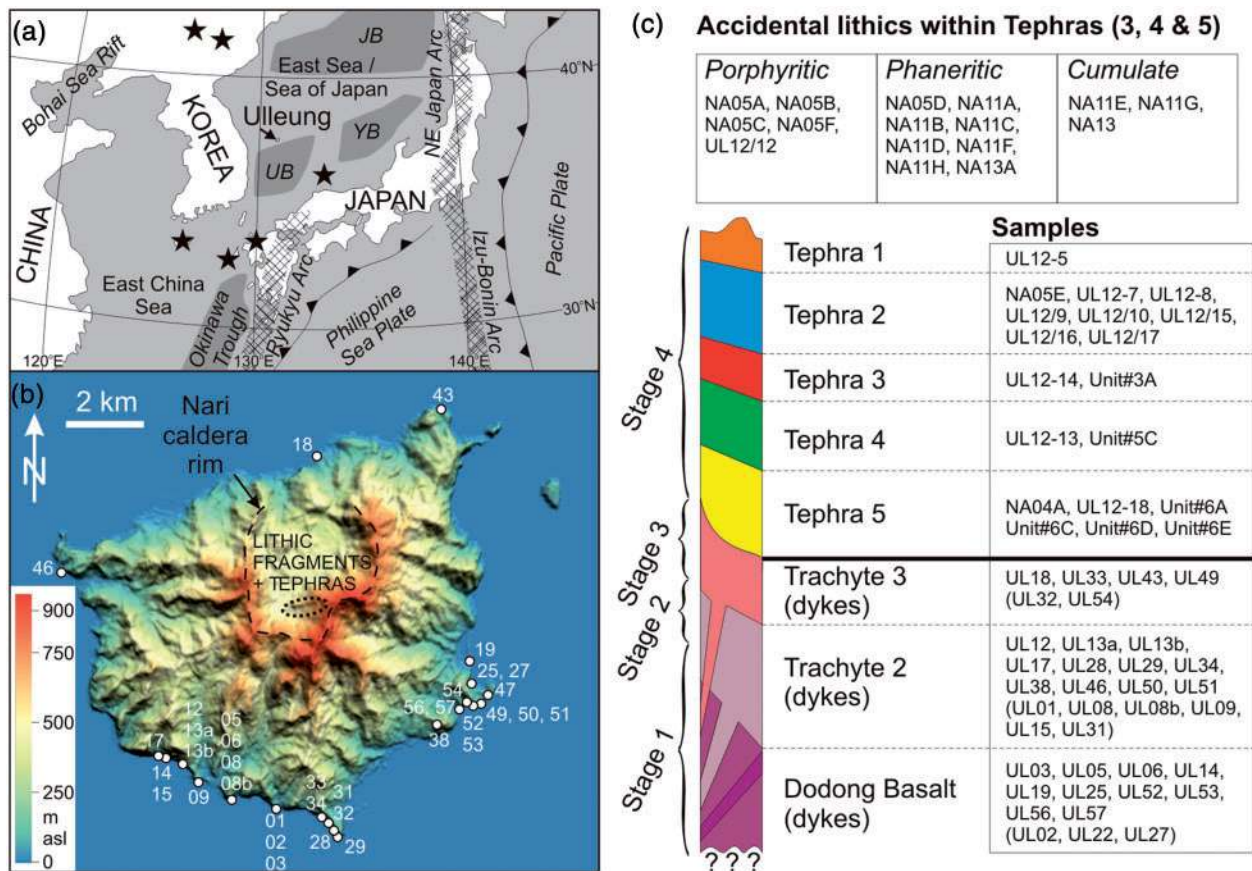 (a)
Bohai Sea Rift
KOREA
CHINA
JB
East Sea /
Sea of Japan
Ulleung
YB
UB
NE Japan Arc
JAPAN
40°N
Pacific Plate
East China
Sea
Okinawa
Trough
Ryukyu Arc
Philippine
Sea Plate
Izu-Bonin Arc
30°N
120°E
130°E
140°E
(b)
2 km
N
Nari
caldera
rim
43
18
LITHIC
FRAGMENTS
+ TEPHRAS
46
900
500
250
m
asl
0
19
25, 27
54
47
56
57
49, 50, 51
52
38
53
12
05
13a
06
17
13b
08
14
08b
33
31
15
09
34
32
01
02
28
29
03
(c)
Accidental lithics within Tephras (3, 4 & 5)
Porphyritic
NA05A, NA05B,
NA05C, NA05F,
UL12/12
Phaneritic
NA05D, NA11A,
NA11B, NA11C,
NA11D, NA11F,
NA11H, NA13A
Cumulate
NA11E, NA11G,
NA13
Samples
Stage 4
Stage 3
Stage 2
Stage 1
Tephra 1
UL12-5
Tephra 2
NA05E, UL12-7, UL12-8,
UL12/9, UL12/10, UL12/15,
UL12/16, UL12/17
Tephra 3
UL12-14, Unit#3A
Tephra 4
UL12-13, Unit#5C
Tephra 5
NA04A, UL12-18, Unit#6A
Unit#6C, Unit#6D, Unit#6E
Trachyte 3
(dykes)
UL18, UL33, UL43, UL49
(UL32, UL54)
Trachyte 2
(dykes)
UL12, UL13a, UL13b,
UL17, UL28, UL29, UL34,
UL38, UL46, UL50, UL51
(UL01, UL08, UL08b, UL09,
UL15, UL31)
Dodong Basalt
(dykes)
UL03, UL05, UL06, UL14,
UL19, UL25, UL52, UL53,
UL56, UL57
(UL02, UL22, UL27)
? ? ?